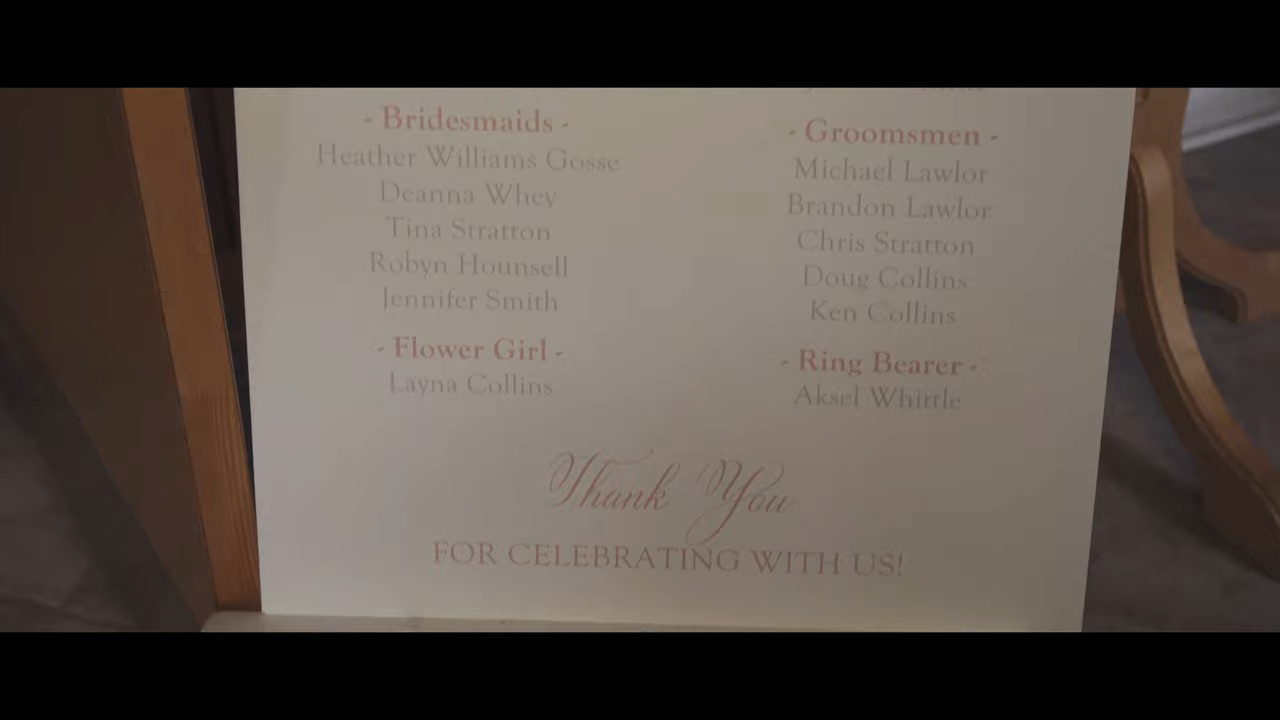 - Bridesmaids -
Heather Williams Gosse
Deanna Whey
Tina Stratton
Robyn Hounsell
Jennifer Smith
- Flower Girl -
Layna Collins
- Groomsmen -
Michael Lawlor
Brandon Lawlor
Chris Stratton
Doug Collins
Ken Collins
- Ring Bearer -
Aksel Whittle
Thank You
FOR CELEBRATING WITH US!